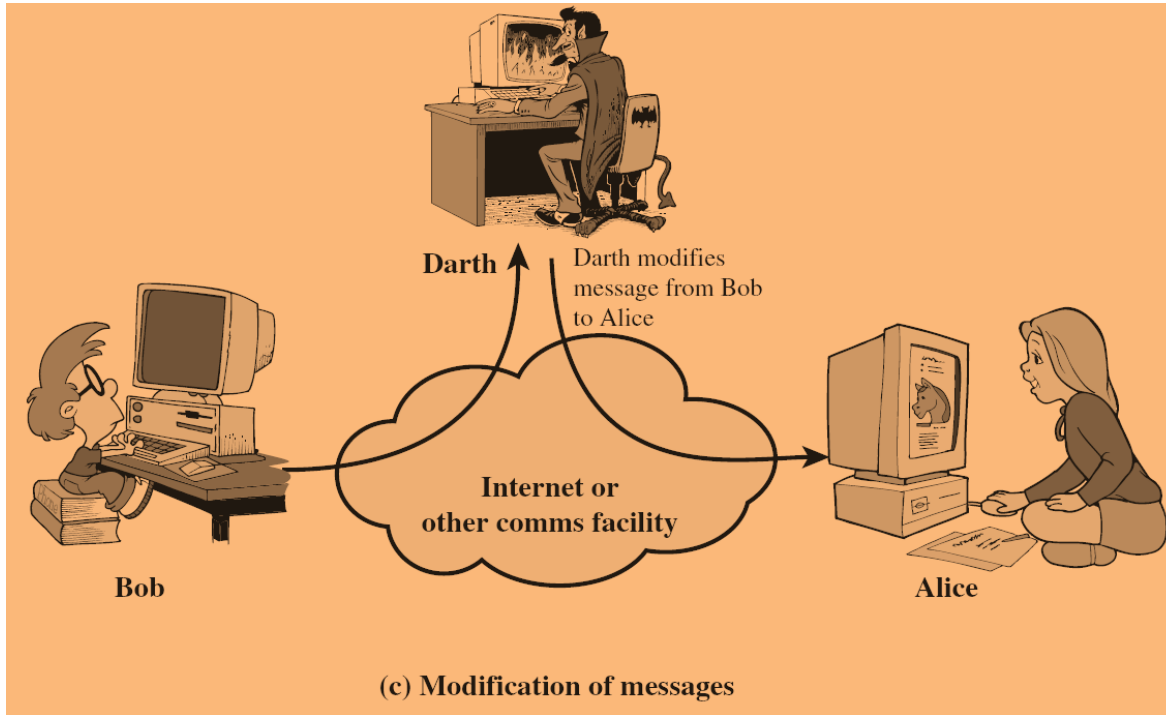 Darth
Darth modifies
message from Bob
to Alice
Internet or
other comms facility
Bob
Alice
(c) Modification of messages